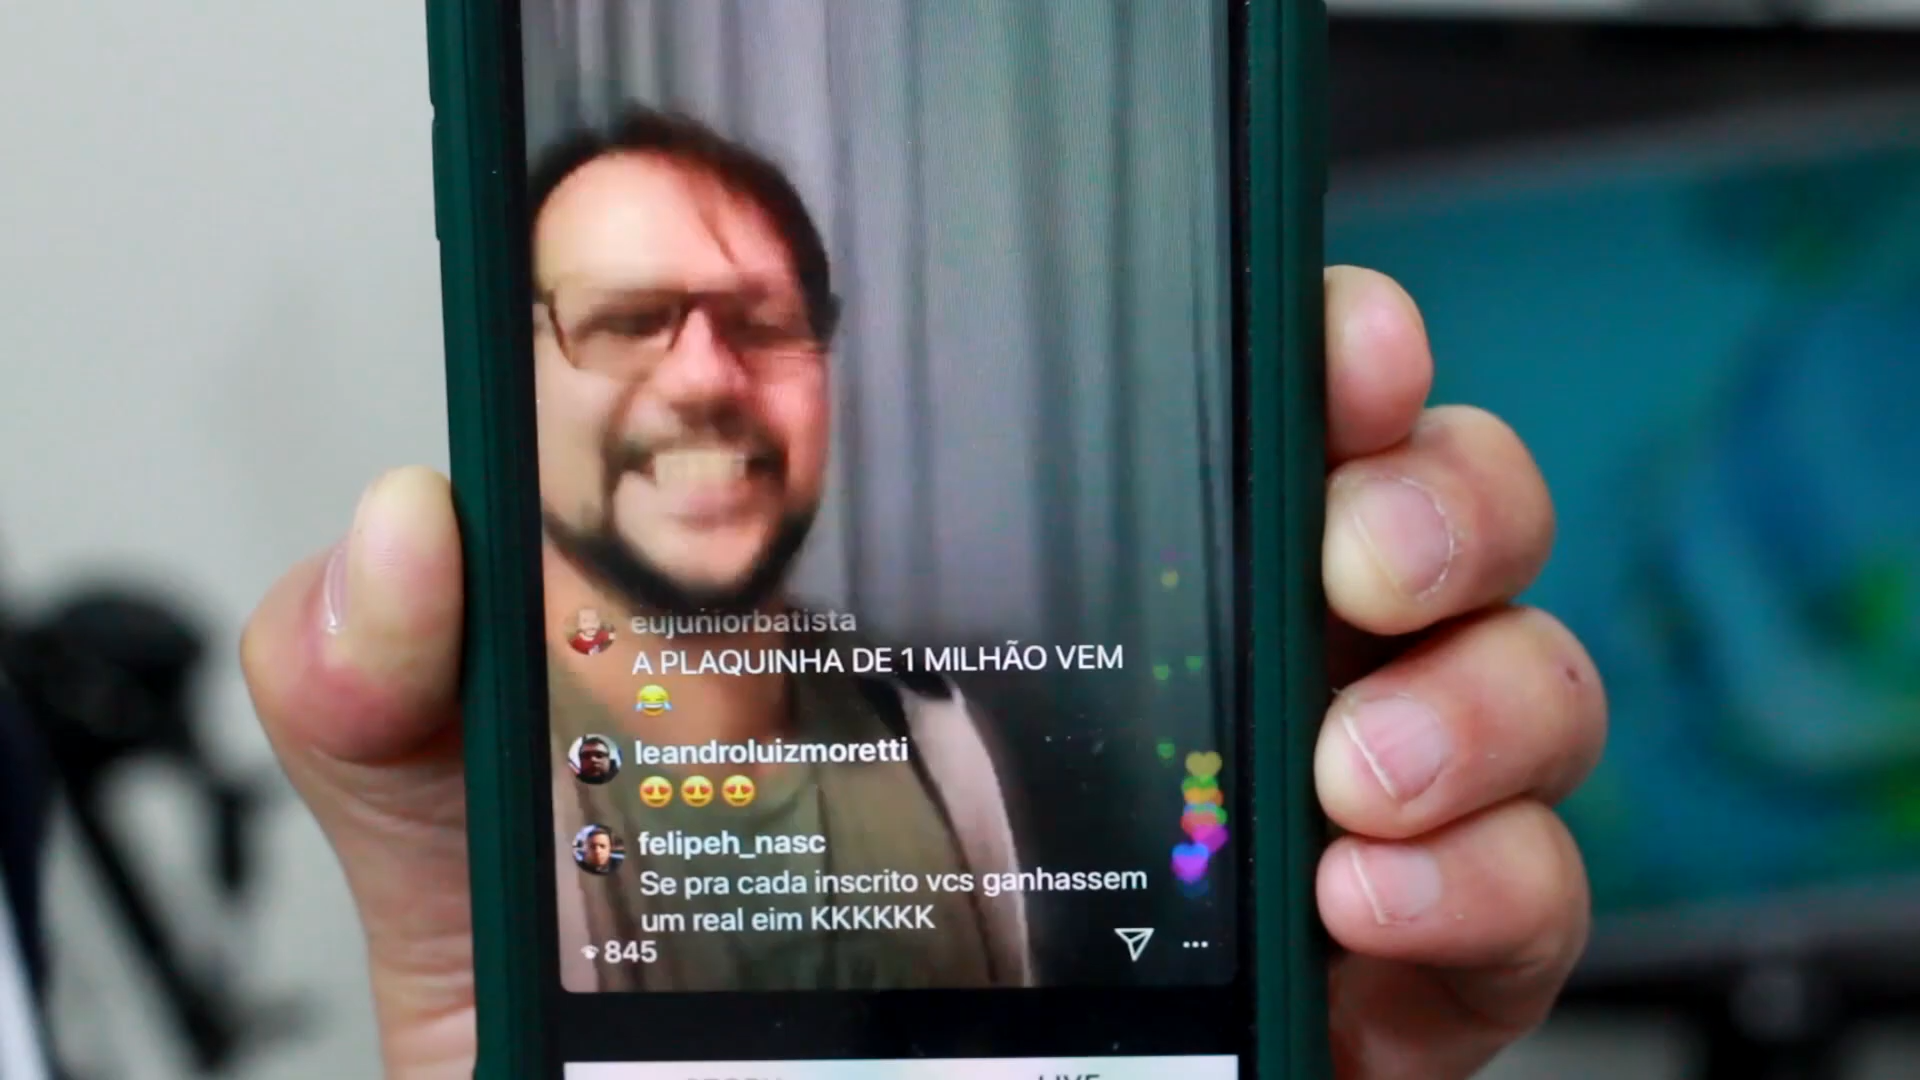 eujuniorbatista
A PLAQUINHA DE 1 MILHÃO VEM
😂
leandroluizmoretti
😍😍😍
felipeh_nasc
Se pra cada inscrito vcs ganhassem
um real eim KKKKKK
845
LIVE